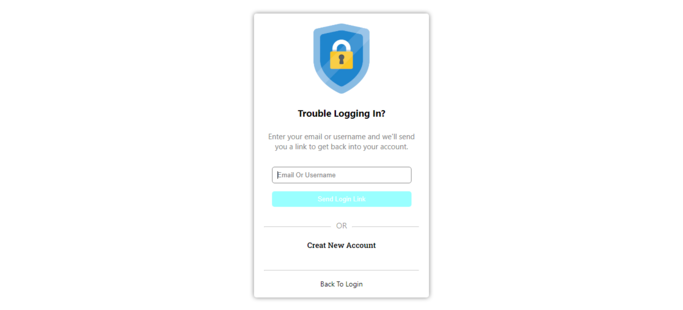 Trouble Logging In?
Enter your email or username and we'll send
you a link to get back into your account.
Email Or Username
Send Login Link
OR
Creat New Account
Back To Login